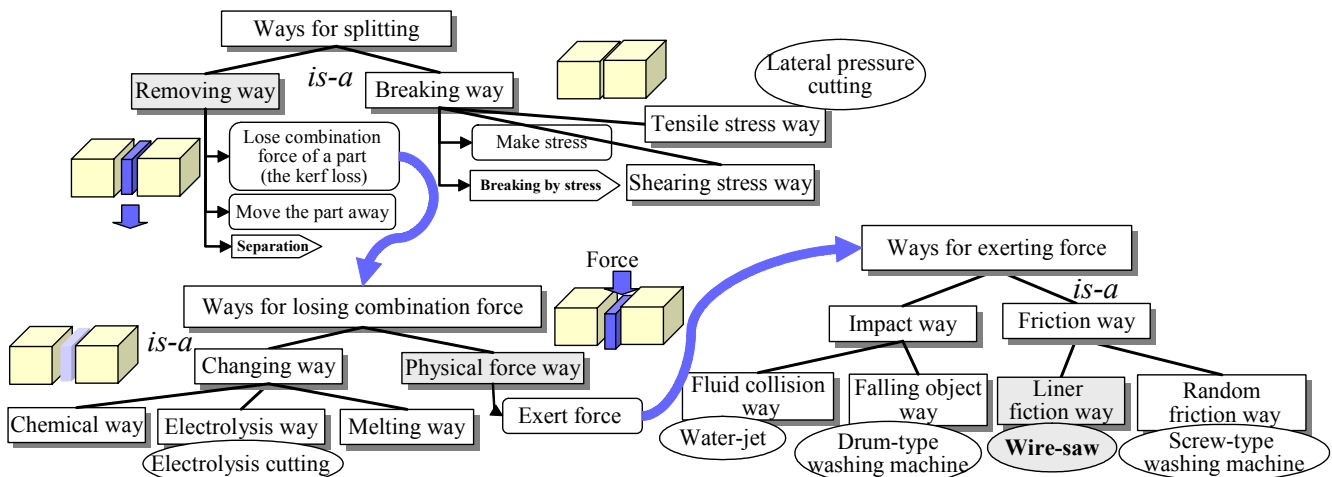 Ways for splitting
is-a
Removing way
Breaking way
Lateral pressure
cutting
Tensile stress way
Lose combination
force of a part
(the kerf loss)
Make stress
Breaking by stress
Shearing stress way
Move the part away
Separation
Ways for exerting force
Force
is-a
Ways for losing combination force
Impact way
Friction way
is-a
Changing way
Physical force way
Fluid collision
way
Falling object
way
Liner
fiction way
Random
friction way
Chemical way
Electrolysis way
Melting way
Exert force
Electrolysis cutting
Water-jet
Drum-type
washing machine
Wire-saw
Screw-type
washing machine